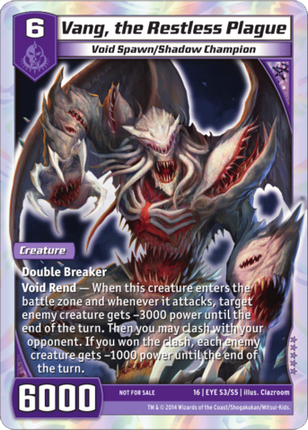 6
Vang, the Restless Plague
Void Spawn/Shadow Champion
Creature
Double Breaker
Void Rend — When this creature enters the
battle zone and whenever it attacks, target
enemy creature gets –3000 power until the
end of the turn. Then you may clash with your
opponent. If you won the clash, each enemy
creature gets –1000 power until the end of
the turn.
6000
NOT FOR SALE
16 | EYE S3/S5 | illus. Clazroom
TM & © 2014 Wizards of the Coast/Shogakukan/Mitsui-Kids.